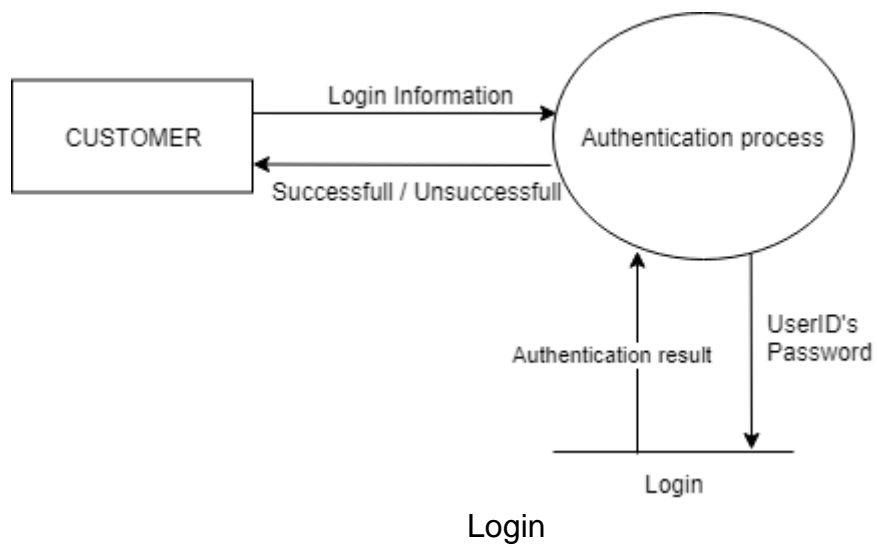 Login Information
CUSTOMER
Authentication process
Successfull / Unsuccessfull
UserID's
Password
Authentication result
Login
Login